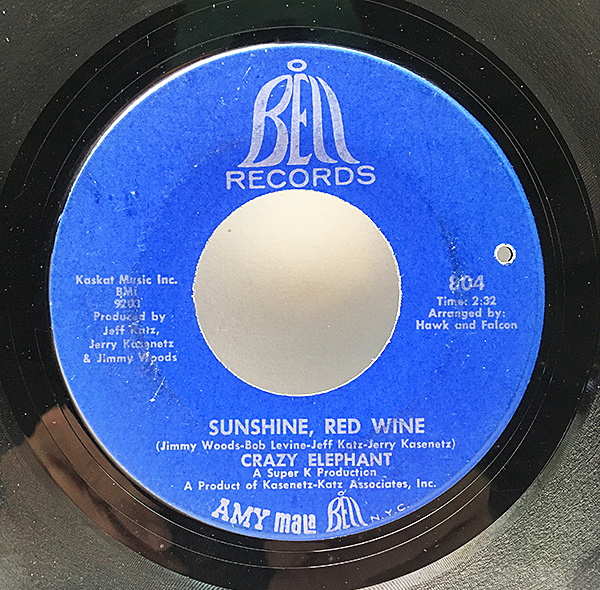 BELL
RECORDS
Kaskat Music Inc.
BMI
9203
Produced by
Jeff Katz,
Jerry Kasenetz
& Jimmy Woods
804
Time: 2:32
Arranged by:
Hawk and Falcon
SUNSHINE, RED WINE
(Jimmy Woods-Bob Levine-Jeff Katz-Jerry Kasenetz)
CRAZY ELEPHANT
A Super K Production
A Product of Kasenetz-Katz Associates, Inc.
AMY mala BELL N.Y.C.